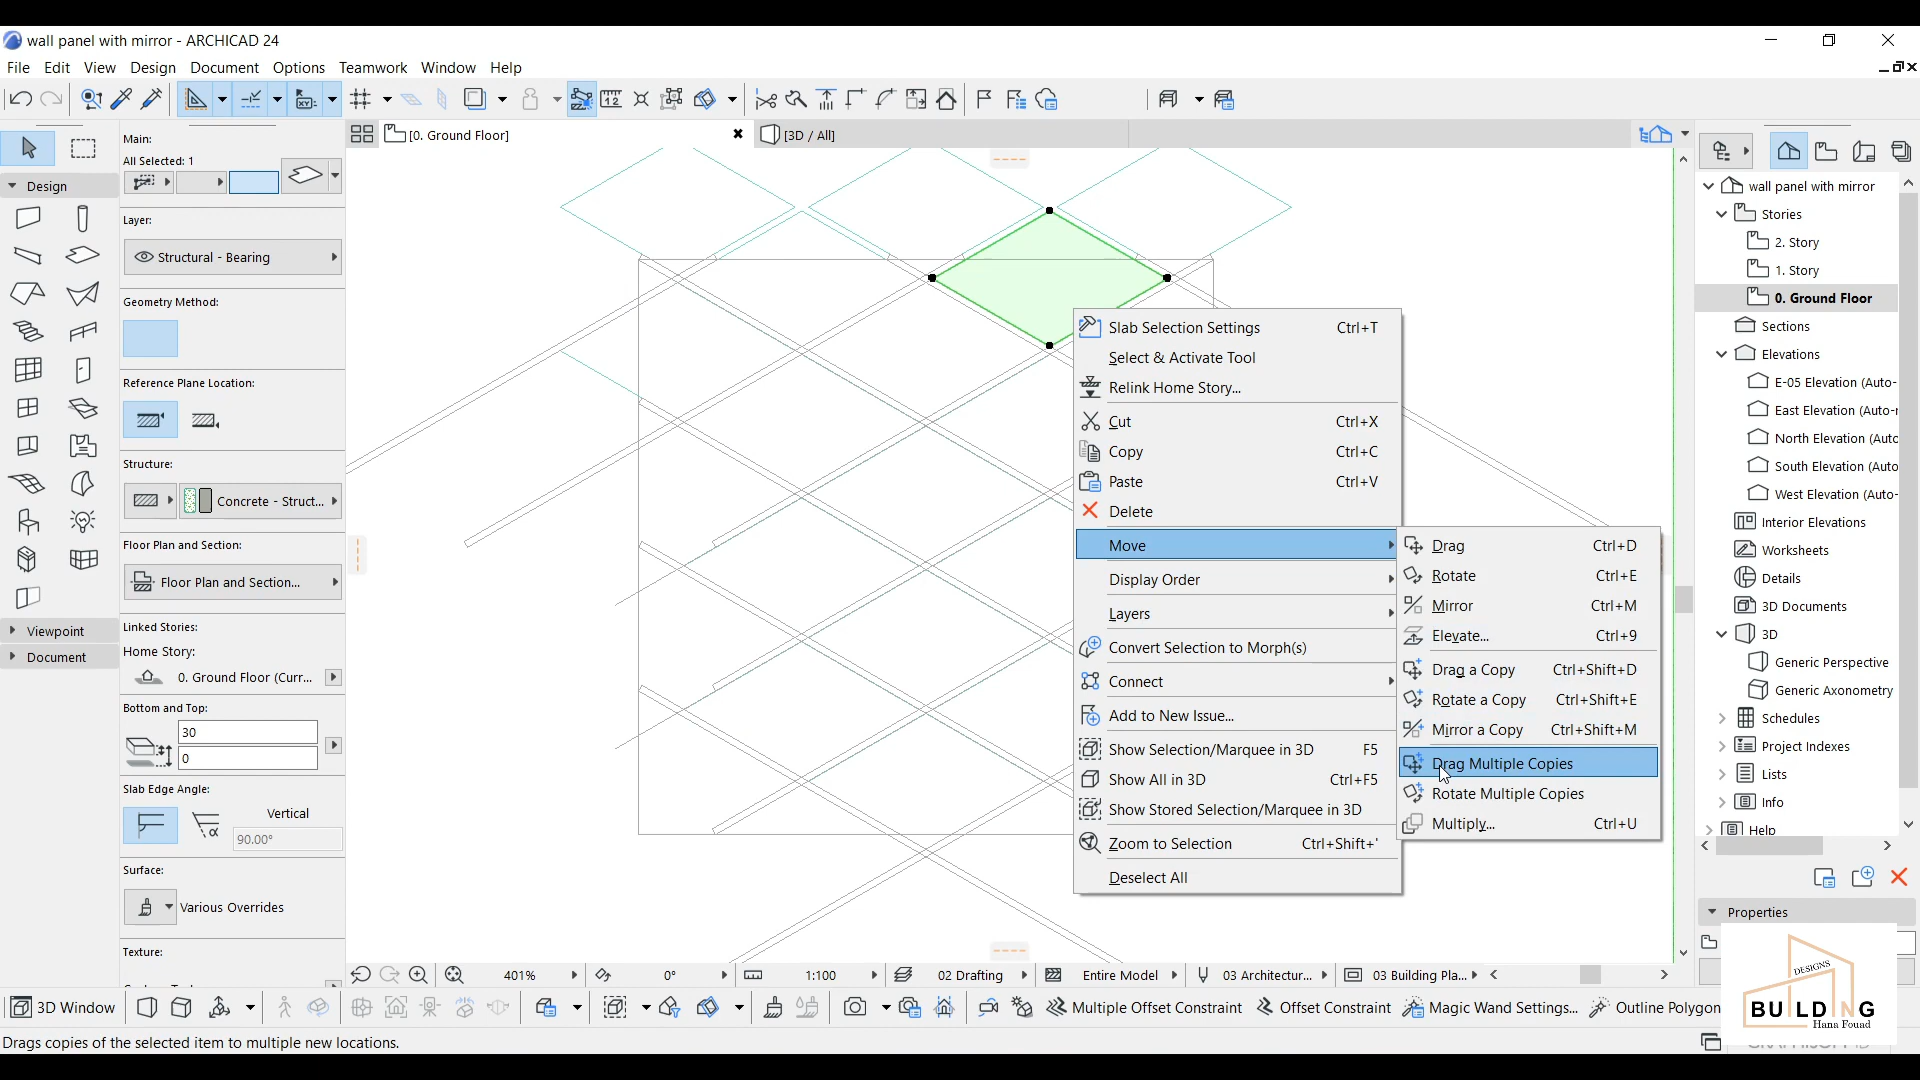 wall panel with mirror - ARCHICAD 24
File Edit View Design Document Options Teamwork Window Help
[0. Ground Floor]
[3D / All]
Main:
All Selected: 1
Design
Layer:
Structural - Bearing
Geometry Method:
Reference Plane Location:
Structure:
Concrete - Struct...
Floor Plan and Section:
Floor Plan and Section...
Linked Stories:
Home Story:
0. Ground Floor (Curr...
Bottom and Top:
30
0
Slab Edge Angle:
Vertical
90.00°
Surface:
Various Overrides
Texture:
Viewpoint
Document
Slab Selection Settings Ctrl+T
Select & Activate Tool
Relink Home Story...
Cut Ctrl+X
Copy Ctrl+C
Paste Ctrl+V
Delete
Move
Display Order
Layers
Convert Selection to Morph(s)
Connect
Add to New Issue...
Show Selection/Marquee in 3D F5
Show All in 3D Ctrl+F5
Show Stored Selection/Marquee in 3D
Zoom to Selection Ctrl+Shift+'
Deselect All
Drag Ctrl+D
Rotate Ctrl+E
Mirror Ctrl+M
Elevate... Ctrl+9
Drag a Copy Ctrl+Shift+D
Rotate a Copy Ctrl+Shift+E
Mirror a Copy Ctrl+Shift+M
Drag Multiple Copies
Rotate Multiple Copies
Multiply... Ctrl+U
wall panel with mirror
Stories
2. Story
1. Story
0. Ground Floor
Sections
Elevations
E-05 Elevation (Auto-
East Elevation (Auto-r
North Elevation (Auto
South Elevation (Auto
West Elevation (Auto-
Interior Elevations
Worksheets
Details
3D Documents
3D
Generic Perspective
Generic Axonometry
Schedules
Project Indexes
Lists
Info
Help
Properties
DESIGNS
BUILDING
Hana Fouad
401% 0° 1:100 02 Drafting Entire Model 03 Architectur... 03 Building Pla...
3D Window Multiple Offset Constraint Offset Constraint Magic Wand Settings... Outline Polygon
Drags copies of the selected item to multiple new locations.